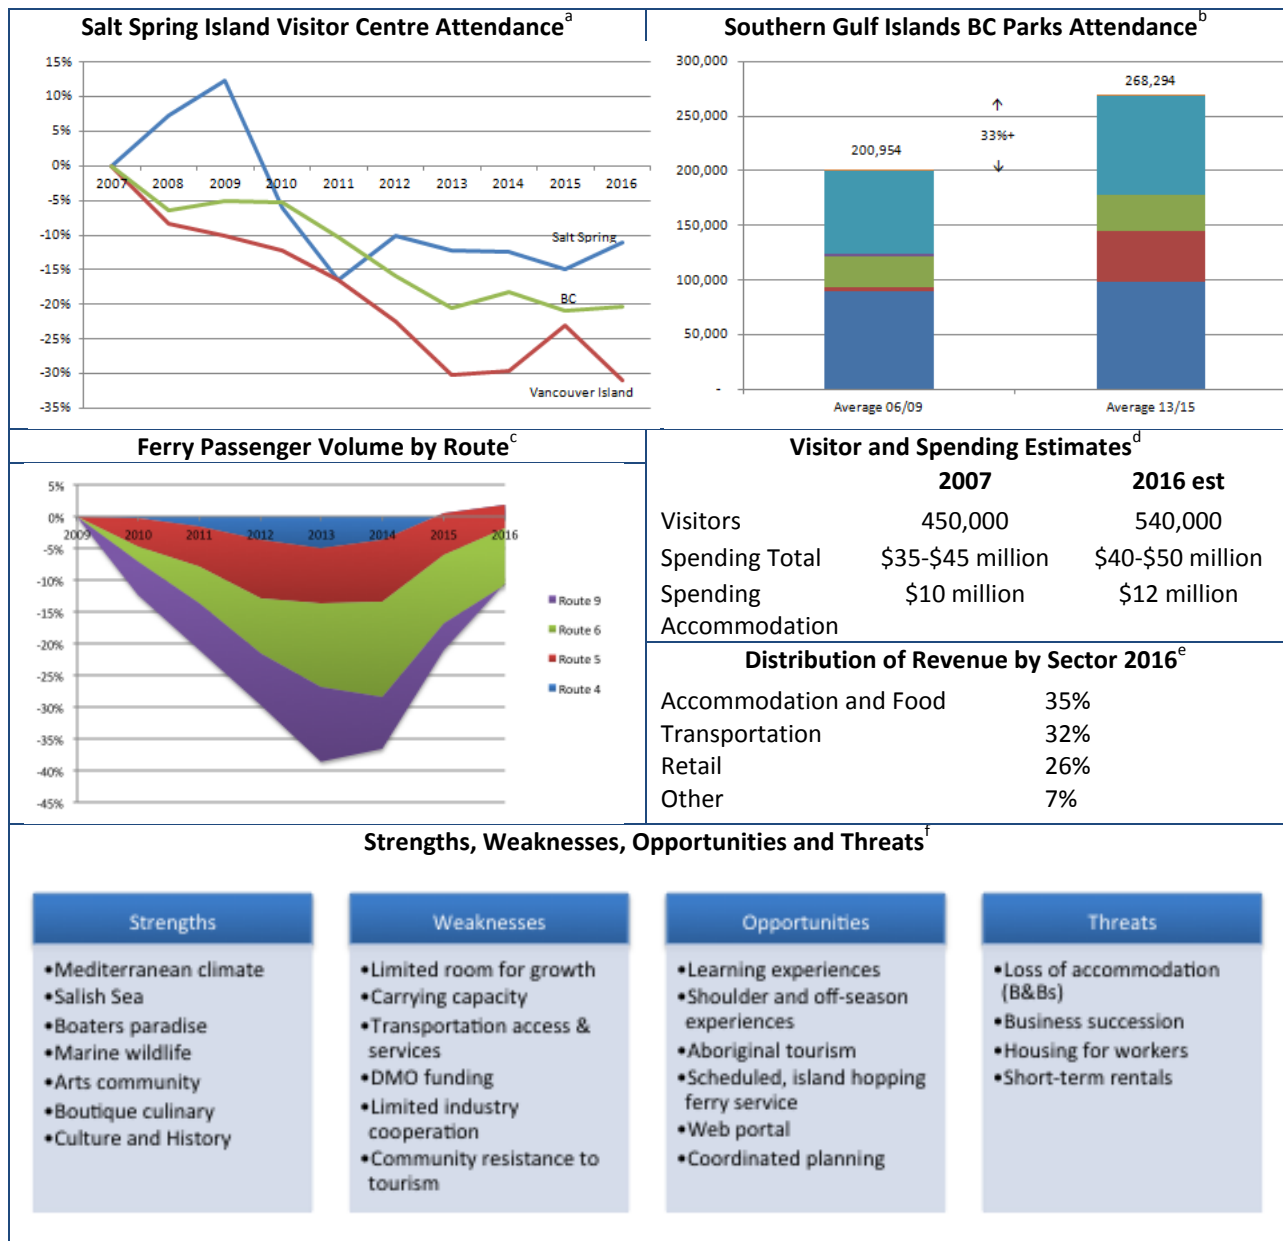 Salt Spring Island Visitor Centre Attendance^a
15%
10%
5%
0%
-5%
-10%
-15%
-20%
-25%
-30%
-35%
2007 2008 2009 2010 2011 2012 2013 2014 2015 2016
Salt Spring
BC
Vancouver Island
Southern Gulf Islands BC Parks Attendance^b
300,000
250,000
200,000
150,000
100,000
50,000
-
200,954
33%+
268,294
Average 06/09 Average 13/15
Ferry Passenger Volume by Route^c
5%
0%
-5%
-10%
-15%
-20%
-25%
-30%
-35%
-40%
-45%
2009 2010 2011 2012 2013 2014 2015 2016
Route 9
Route 6
Route 5
Route 4
Visitor and Spending Estimates^d
2007 2016 est
Visitors 450,000 540,000
Spending Total $35-$45 million $40-$50 million
Spending $10 million $12 million
Accommodation
Distribution of Revenue by Sector 2016^e
Accommodation and Food 35%
Transportation 32%
Retail 26%
Other 7%
Strengths, Weaknesses, Opportunities and Threats^f
Strengths
•Mediterranean climate
•Salish Sea
•Boaters paradise
•Marine wildlife
•Arts community
•Boutique culinary
•Culture and History
Weaknesses
•Limited room for growth
•Carrying capacity
•Transportation access &
services
•DMO funding
•Limited industry
cooperation
•Community resistance to
tourism
Opportunities
•Learning experiences
•Shoulder and off-season
experiences
•Aboriginal tourism
•Scheduled, island hopping
ferry service
•Web portal
•Coordinated planning
Threats
•Loss of accommodation
(B&Bs)
•Business succession
•Housing for workers
•Short-term rentals